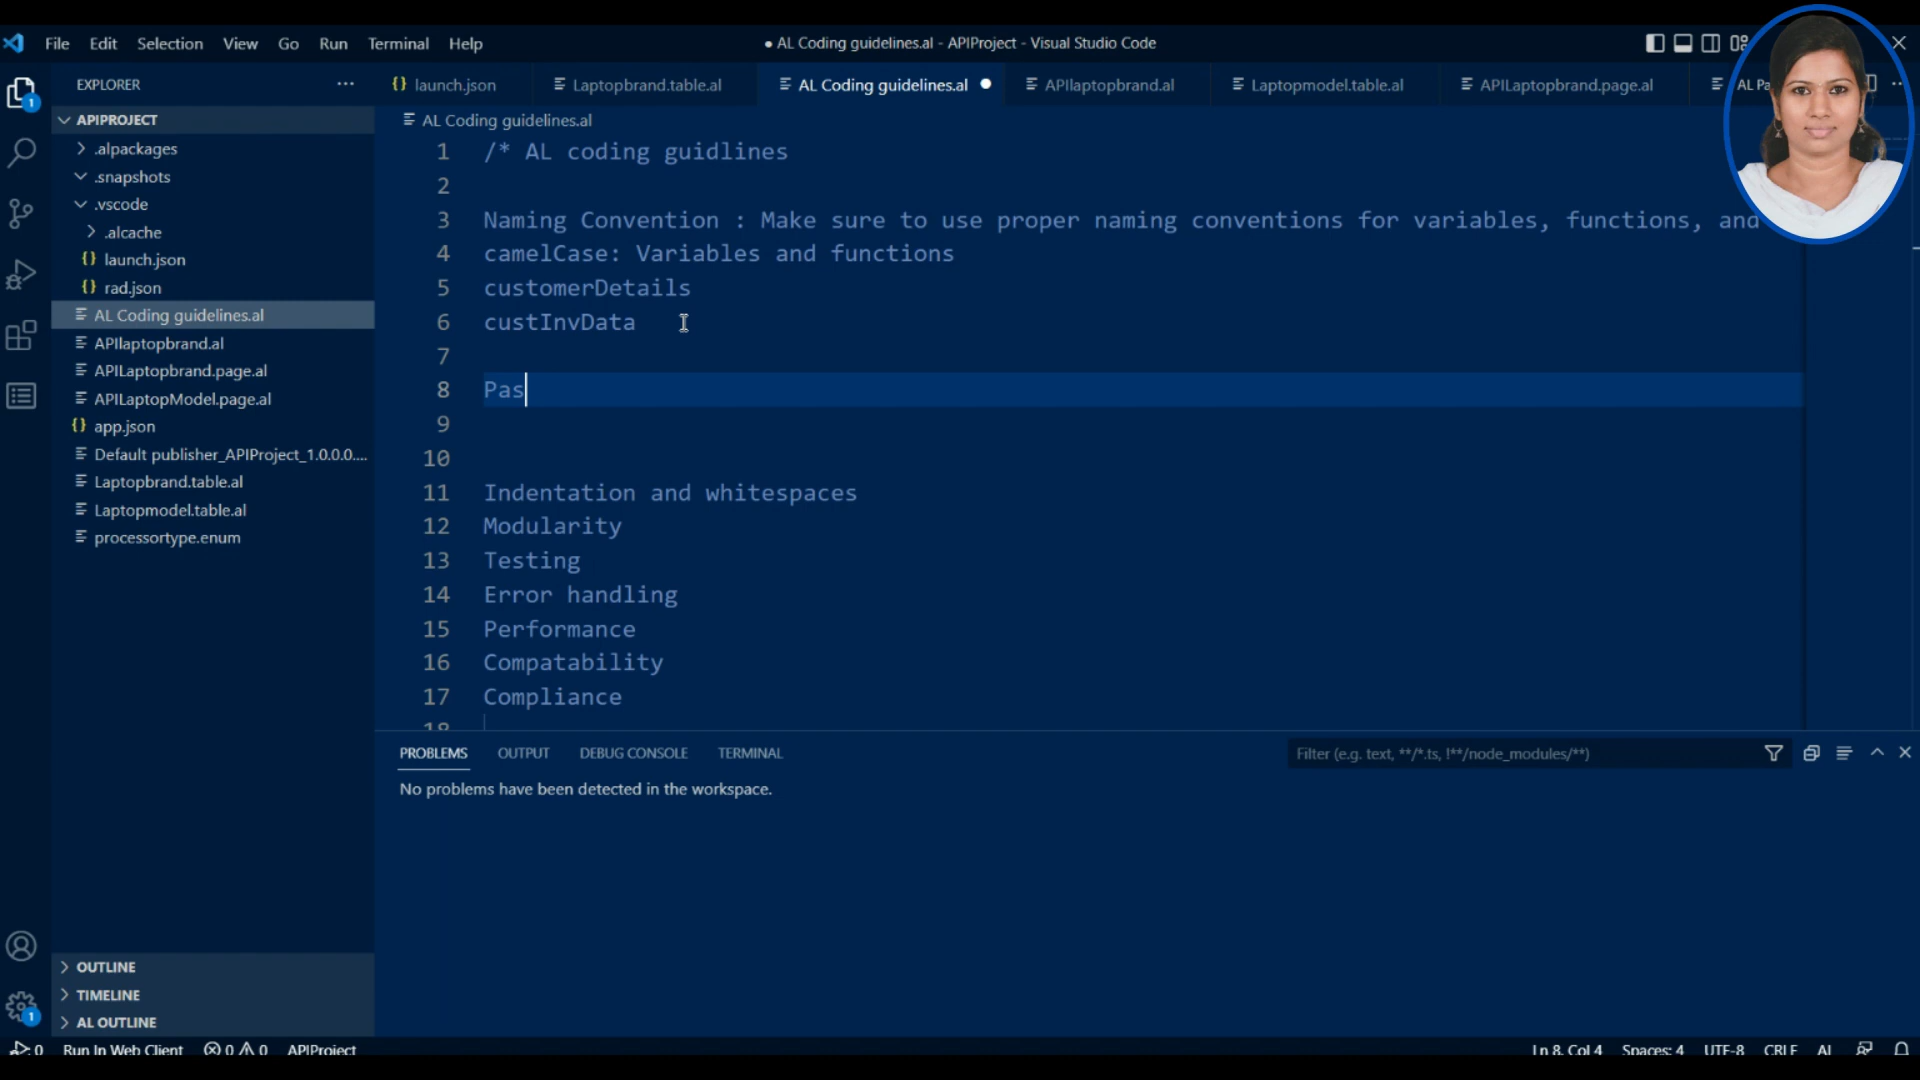 File Edit Selection View Go Run Terminal Help
● AL Coding guidelines.al - APIProject - Visual Studio Code
EXPLORER
launch.json
Laptopbrand.table.al
AL Coding guidelines.al
APIlaptopbrand.al
Laptopmodel.table.al
APILaptopbrand.page.al
AL Pa
APIPROJECT
.alpackages
.snapshots
.vscode
.alcache
launch.json
rad.json
AL Coding guidelines.al
APIlaptopbrand.al
APILaptopbrand.page.al
APILaptopModel.page.al
app.json
Default publisher_APIProject_1.0.0.0....
Laptopbrand.table.al
Laptopmodel.table.al
processortype.enum
OUTLINE
TIMELINE
AL OUTLINE
AL Coding guidelines.al
1 /* AL coding guidlines
2
3 Naming Convention : Make sure to use proper naming conventions for variables, functions, and
4 camelCase: Variables and functions
5 customerDetails
6 custInvData
7
8 Pas
9
10
11 Indentation and whitespaces
12 Modularity
13 Testing
14 Error handling
15 Performance
16 Compatability
17 Compliance
18
PROBLEMS OUTPUT DEBUG CONSOLE TERMINAL
Filter (e.g. text, **/*.ts, !**/node_modules/**)
No problems have been detected in the workspace.
0 Run In Web Client 0 0 APIProject
Ln 8, Col 4 Spaces: 4 UTF-8 CRLF AL